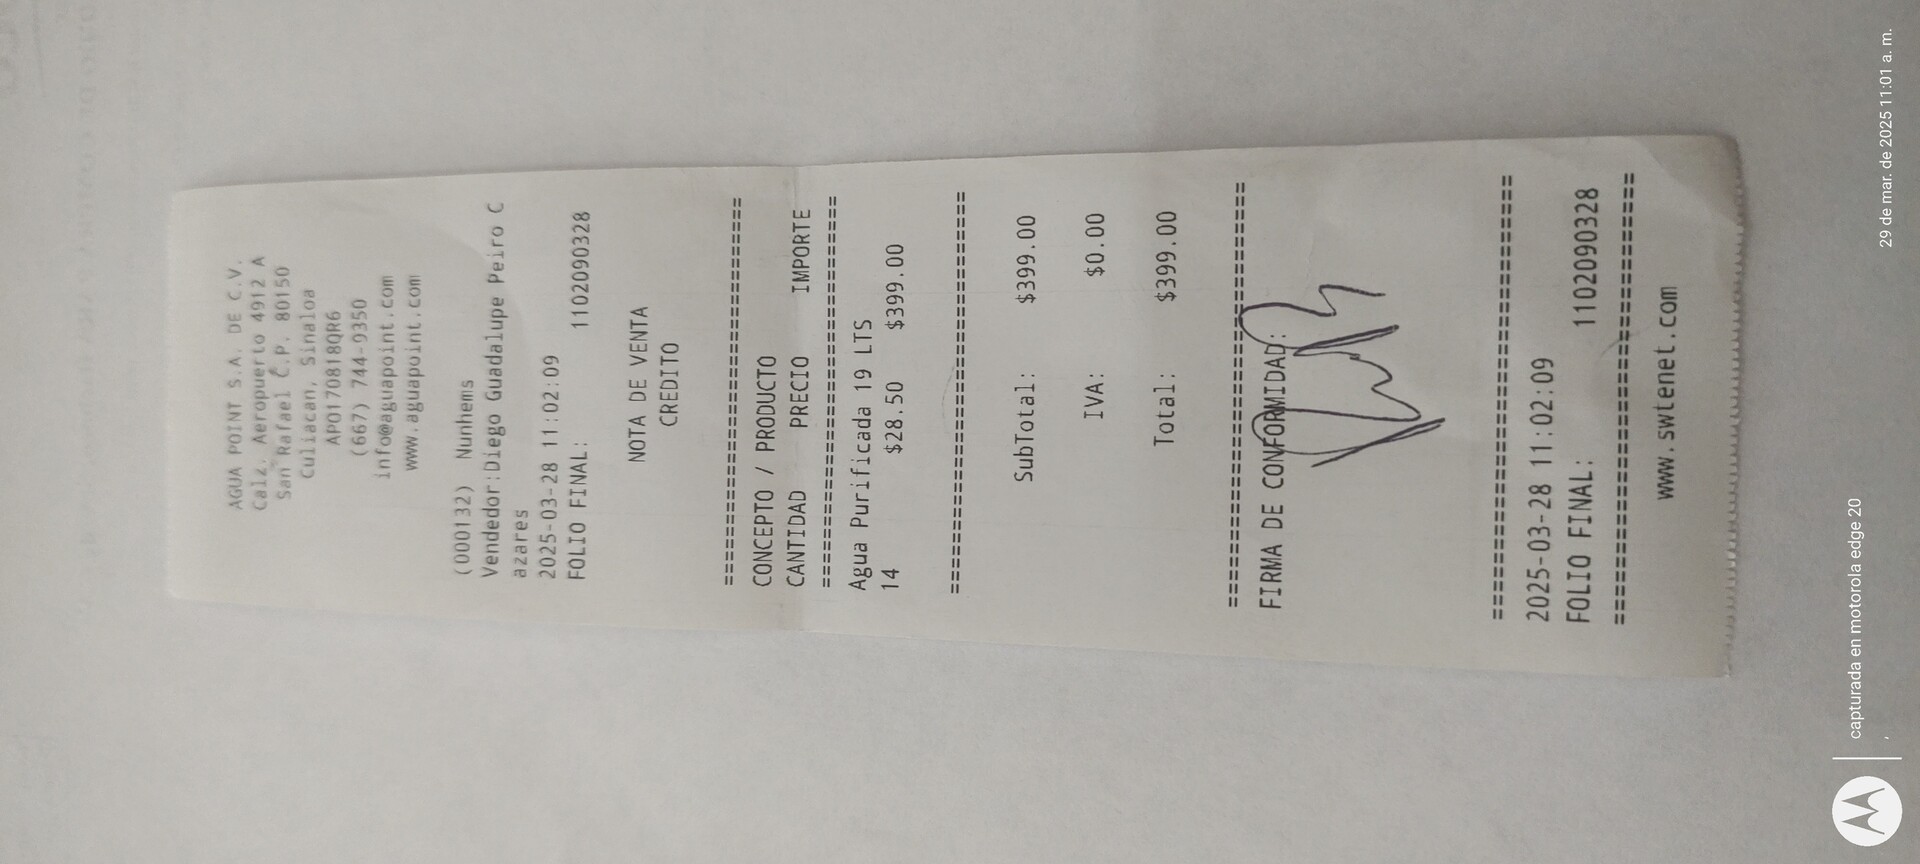 AGUA POINT S.A. DE C.V.
Calz. Aeropuerto 4912 A
San Rafael C.P. 80150
Culiacan, Sinaloa
APO170818QR6
(667) 744-9350
info@aguapoint.com
www.aguapoint.com
(000132) Nunhems
Vendedor:Diego Guadalupe Peiro C
azares
2025-03-28 11:02:09
FOLIO FINAL: 1102090328
NOTA DE VENTA
CREDITO
================================
CONCEPTO / PRODUCTO
CANTIDAD PRECIO IMPORTE
================================
Agua Purificada 19 LTS
14 $28.50 $399.00
================================
SubTotal: $399.00
IVA: $0.00
Total: $399.00
================================
FIRMA DE CONFORMIDAD:
================================
2025-03-28 11:02:09
FOLIO FINAL: 1102090328
================================
www.swtenet.com
capturada en motorola edge 20
29 de mar. de 2025 11:01 a. m.